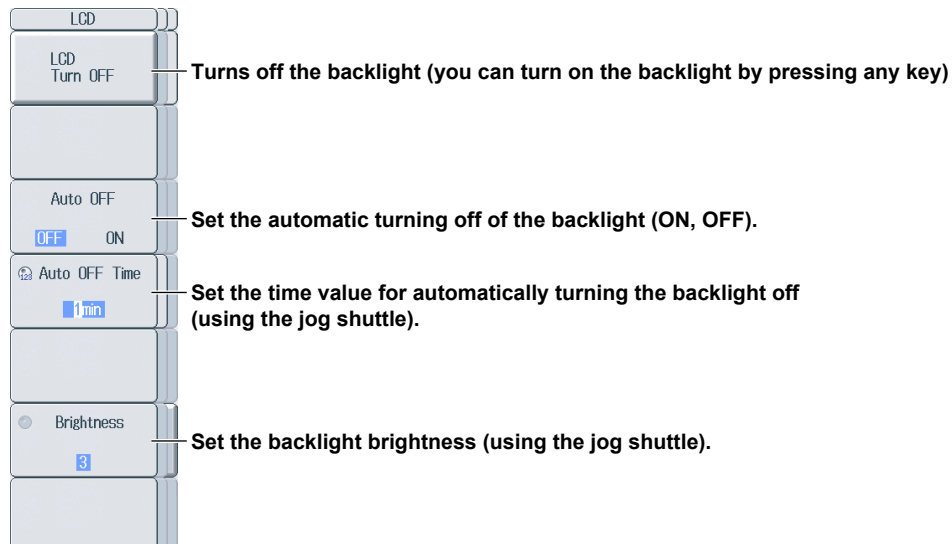 LCD
LCD
Turn OFF
Turns off the backlight (you can turn on the backlight by pressing any key)
Auto OFF
OFF ON
Set the automatic turning off of the backlight (ON, OFF).
123 Auto OFF Time
1min
Set the time value for automatically turning the backlight off
(using the jog shuttle).
Brightness
3
Set the backlight brightness (using the jog shuttle).